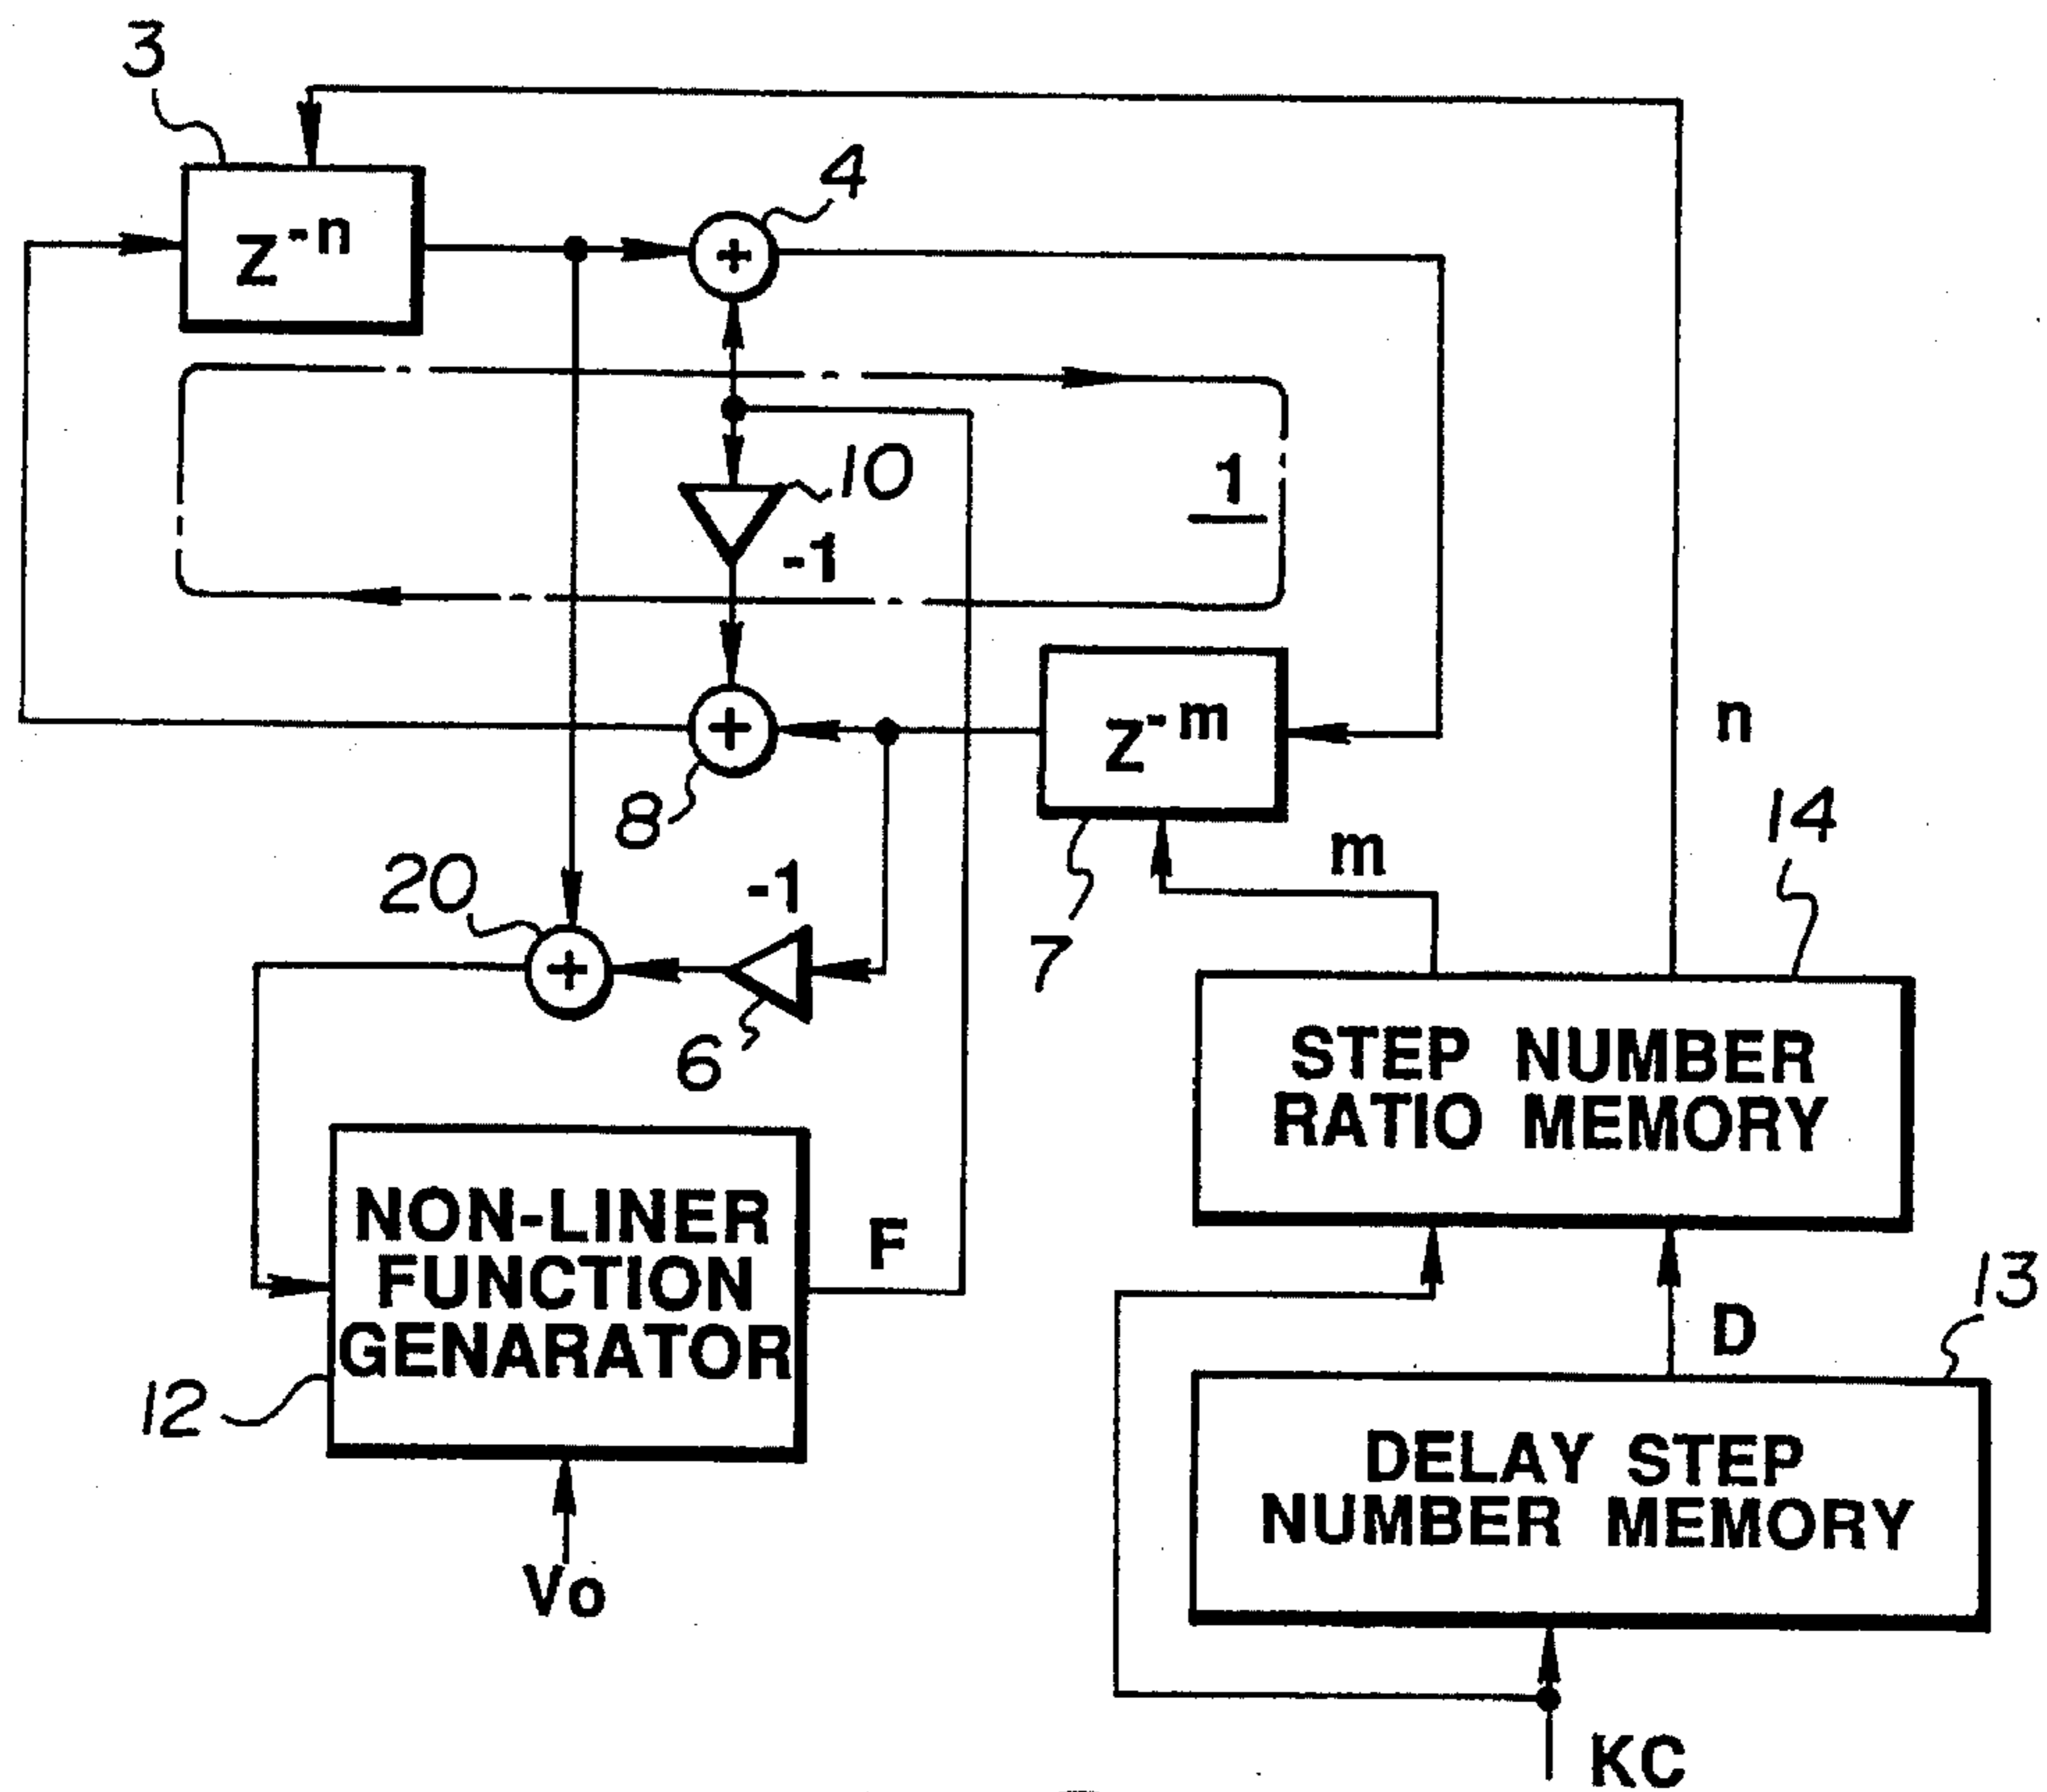 3
4
z-n
+
10
1
-1
+
z-m
n
8
m
14
20
-1
7
+
6
STEP NUMBER
RATIO MEMORY
NON-LINER
FUNCTION
GENARATOR
F
13
D
12
DELAY STEP
NUMBER MEMORY
Vo
KC